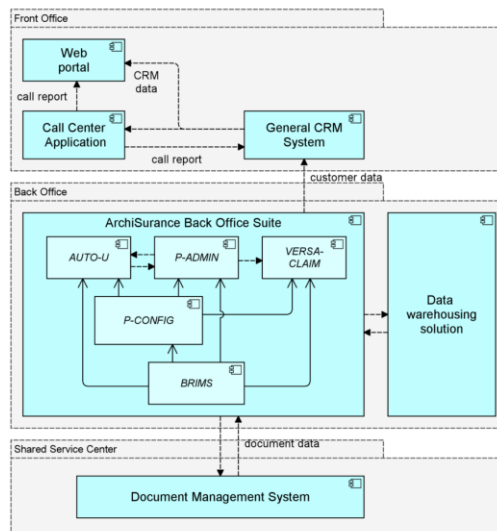 Front Office
Web
portal
CRM
data
call report
Call Center
Application
General CRM
System
call report
customer data
Back Office
ArchiSurance Back Office Suite
AUTO-U
P-ADMIN
VERSA-
CLAIM
P-CONFIG
BRIMS
Data
warehousing
solution
document data
Shared Service Center
Document Management System